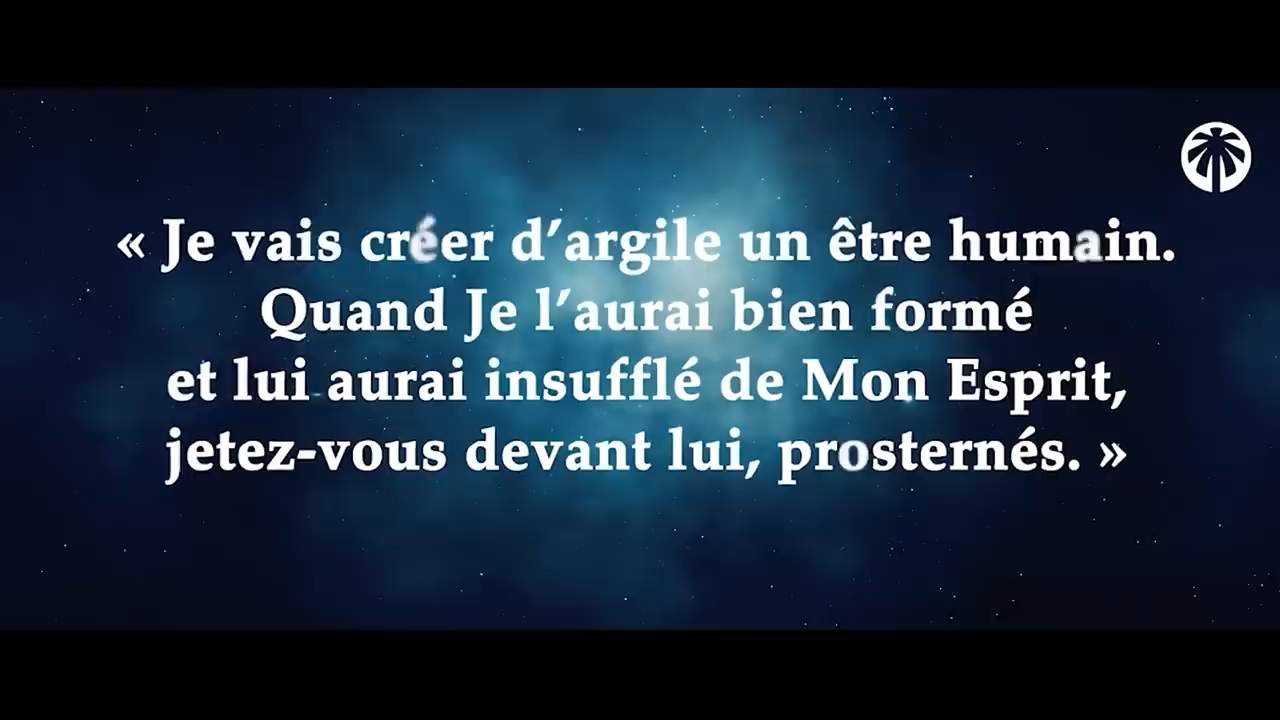 « Je vais créer d’argile un être humain.
Quand Je l’aurai bien formé
et lui aurai insufflé de Mon Esprit,
jetez-vous devant lui, prosternés. »